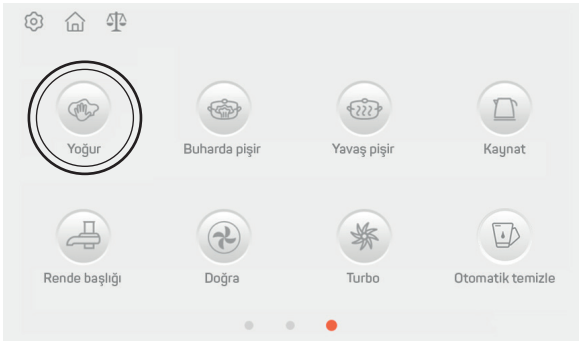 Yoğur
Buharda pişir
Yavaş pişir
Kaynat
Rende başlığı
Doğra
Turbo
Otomatik temizle